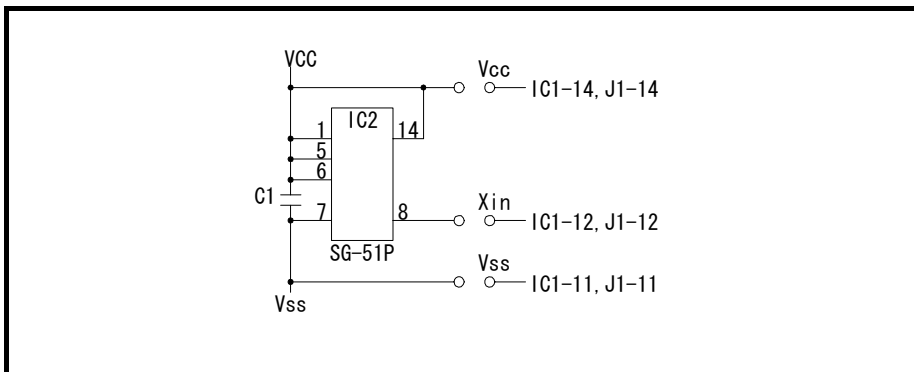 VCC
Vcc
IC1-14, J1-14
IC2
1
14
5
6
C1
Xin
7
8
IC1-12, J1-12
SG-51P
Vss
IC1-11, J1-11
Vss